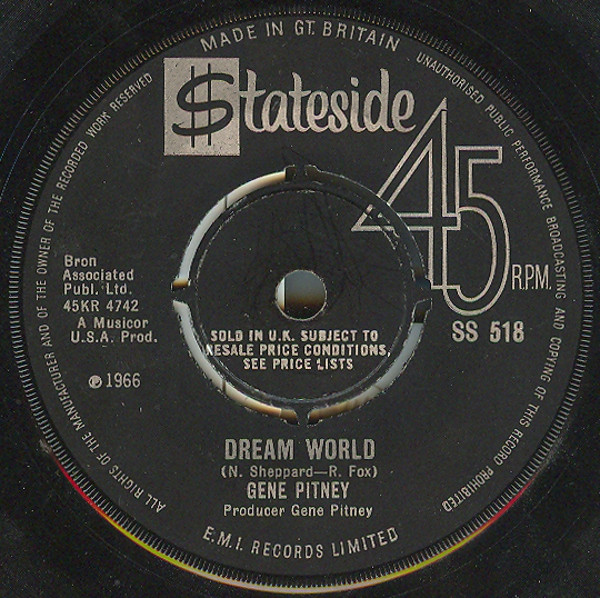 MADE IN GT. BRITAIN
UNAUTHORISED PUBLIC PERFORMANCE BROADCASTING AND COPYING OF THIS RECORD PROHIBITED
ALL RIGHTS OF THE MANUFACTURER AND OF THE OWNER OF THE RECORDED WORK RESERVED
$tateside
45 R.P.M.
Bron
Associated
Publ. Ltd.
45KR 4742
A Musicor
U.S.A. Prod.
SS 518
℗ 1966
SOLD IN U.K. SUBJECT TO
RESALE PRICE CONDITIONS,
SEE PRICE LISTS
DREAM WORLD
(N. Sheppard—R. Fox)
GENE PITNEY
Producer Gene Pitney
E.M.I. RECORDS LIMITED